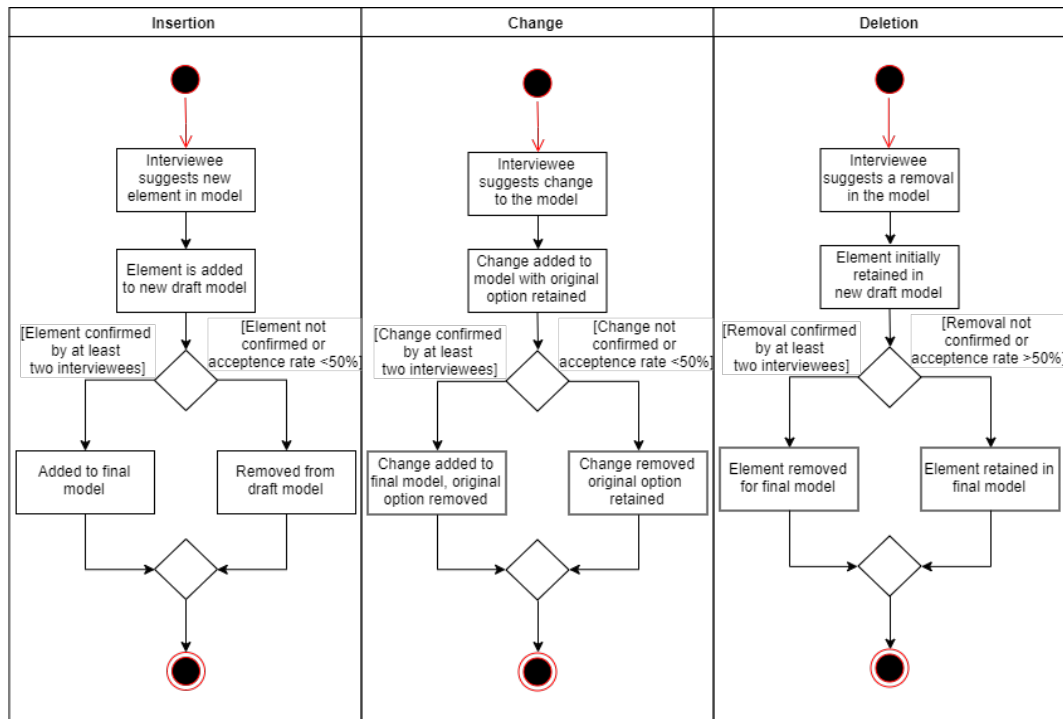 Insertion
Interviewee
suggests new
element in model
Element is added
to new draft model
[Element confirmed
by at least
two interviewees]
[Element not
confirmed or
acceptence rate <50%]
Added to final
model
Removed from
draft model
Change
Interviewee
suggests change
to the model
Change added to
model with original
option retained
[Change confirmed
by at least
two interviewees]
[Change not
confirmed or
acceptence rate <50%]
Change added to
final model, original
option removed
Change removed
original option
retained
Deletion
Interviewee
suggests a removal
in the model
Element initially
retained in
new draft model
[Removal confirmed
by at least
two interviewees]
[Removal not
confirmed or
acceptence rate >50%]
Element removed
for final model
Element retained in
final model